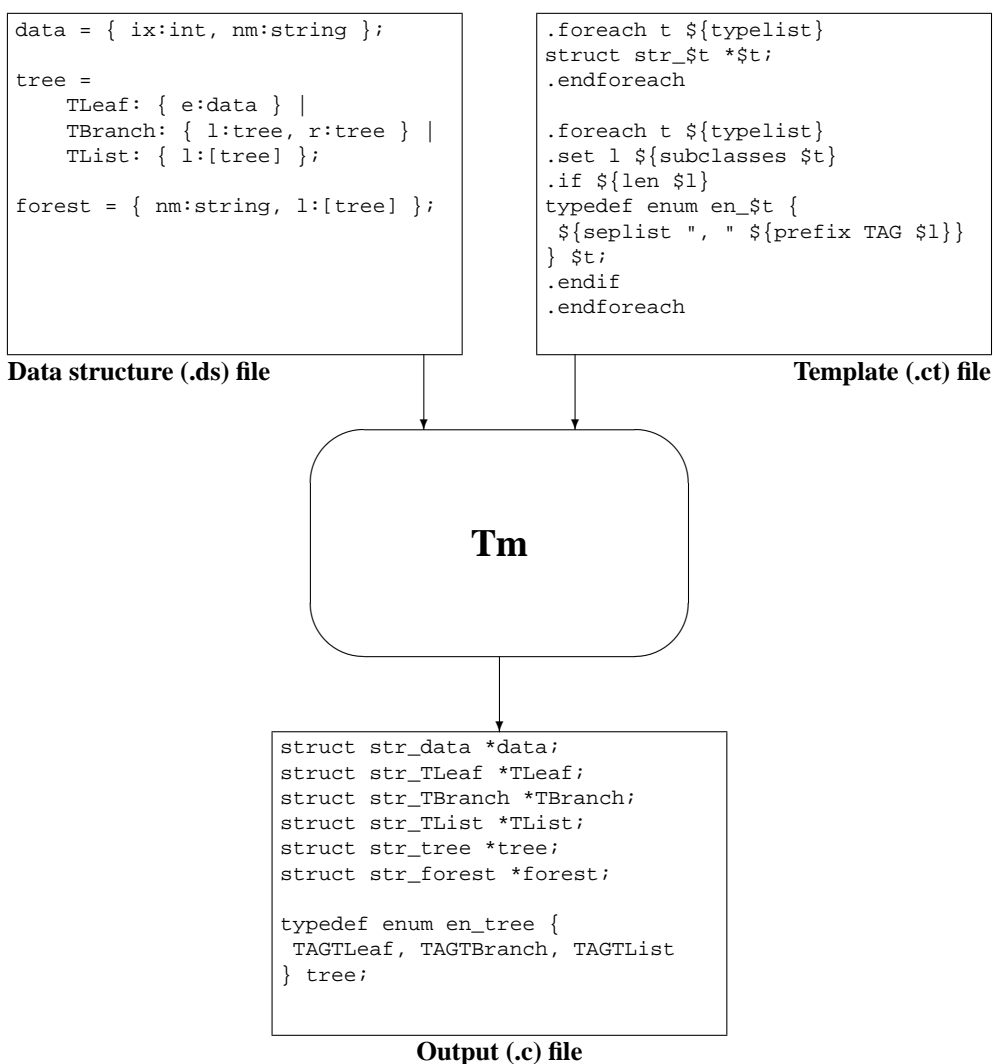 data = { ix:int, nm:string };
tree =
    TLeaf: { e:data } |
    TBranch: { l:tree, r:tree } |
    TList: { l:[tree] };
forest = { nm:string, l:[tree] };
Data structure (.ds) file
.foreach t ${typelist}
struct str_$t *$t;
.endforeach
.foreach t ${typelist}
.set l ${subclasses $t}
.if ${len $l}
typedef enum en_$t {
 ${seplist ", " ${prefix TAG $l}}
} $t;
.endif
.endforeach
Template (.ct) file
Tm
struct str_data *data;
struct str_TLeaf *TLeaf;
struct str_TBranch *TBranch;
struct str_TList *TList;
struct str_tree *tree;
struct str_forest *forest;
typedef enum en_tree {
 TAGTLeaf, TAGTBranch, TAGTList
} tree;
Output (.c) file